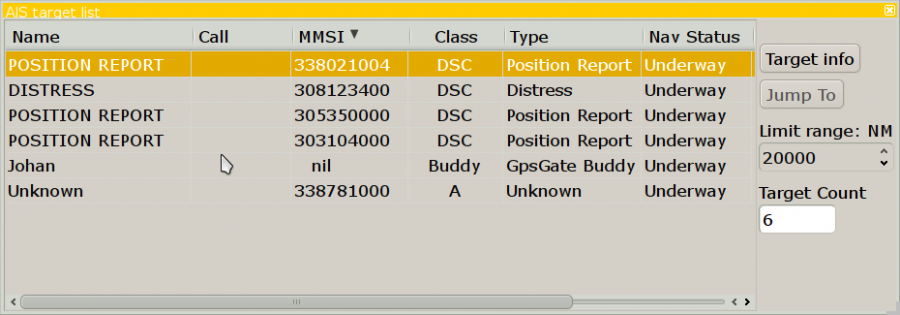 AIS target list
Name Call MMSI Class Type Nav Status
POSITION REPORT 338021004 DSC Position Report Underway
DISTRESS 308123400 DSC Distress Underway
POSITION REPORT 305350000 DSC Position Report Underway
POSITION REPORT 303104000 DSC Position Report Underway
Johan nil Buddy GpsGate Buddy Underway
Unknown 338781000 A Unknown Underway
Target info
Jump To
Limit range: NM
20000
Target Count
6